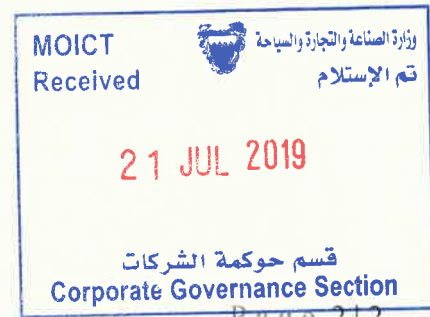 MOICT
وزارة الصناعة والتجارة والسياحة
Received
تم الإستلام
21 JUL 2019
قسم حوكمة الشركات
Corporate Governance Section